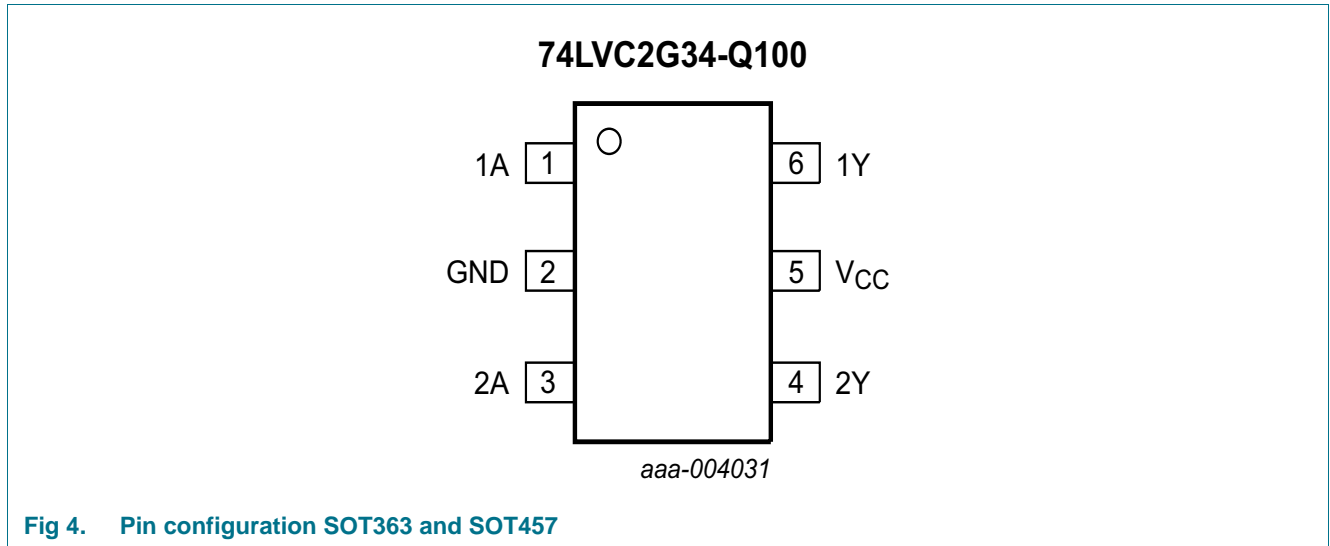 74LVC2G34-Q100
1A 1 6 1Y
GND 2 5 VCC
2A 3 4 2Y
aaa-004031
Fig 4. Pin configuration SOT363 and SOT457